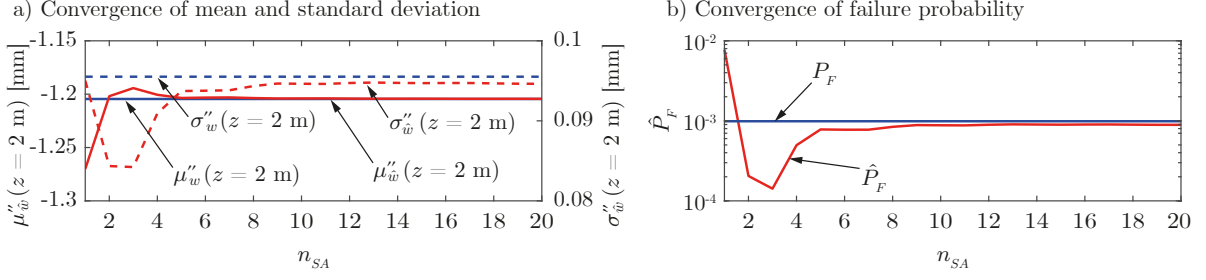 a) Convergence of mean and standard deviation
μ″_ŵ(z = 2 m) [mm]
-1.15
-1.2
-1.25
-1.3
0.1
0.09
0.08
σ″_ŵ(z = 2 m) [mm]
σ″_w(z = 2 m)
σ″_ŵ(z = 2 m)
μ″_w(z = 2 m)
μ″_ŵ(z = 2 m)
2 4 6 8 10 12 14 16 18 20
n_SA
b) Convergence of failure probability
P̂_F
10⁻²
10⁻³
10⁻⁴
P_F
P̂_F
2 4 6 8 10 12 14 16 18 20
n_SA